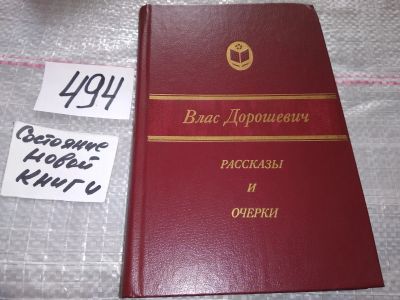 494
Состояние
новой
книги
Влас Дорошевич
РАССКАЗЫ
И
ОЧЕРКИ